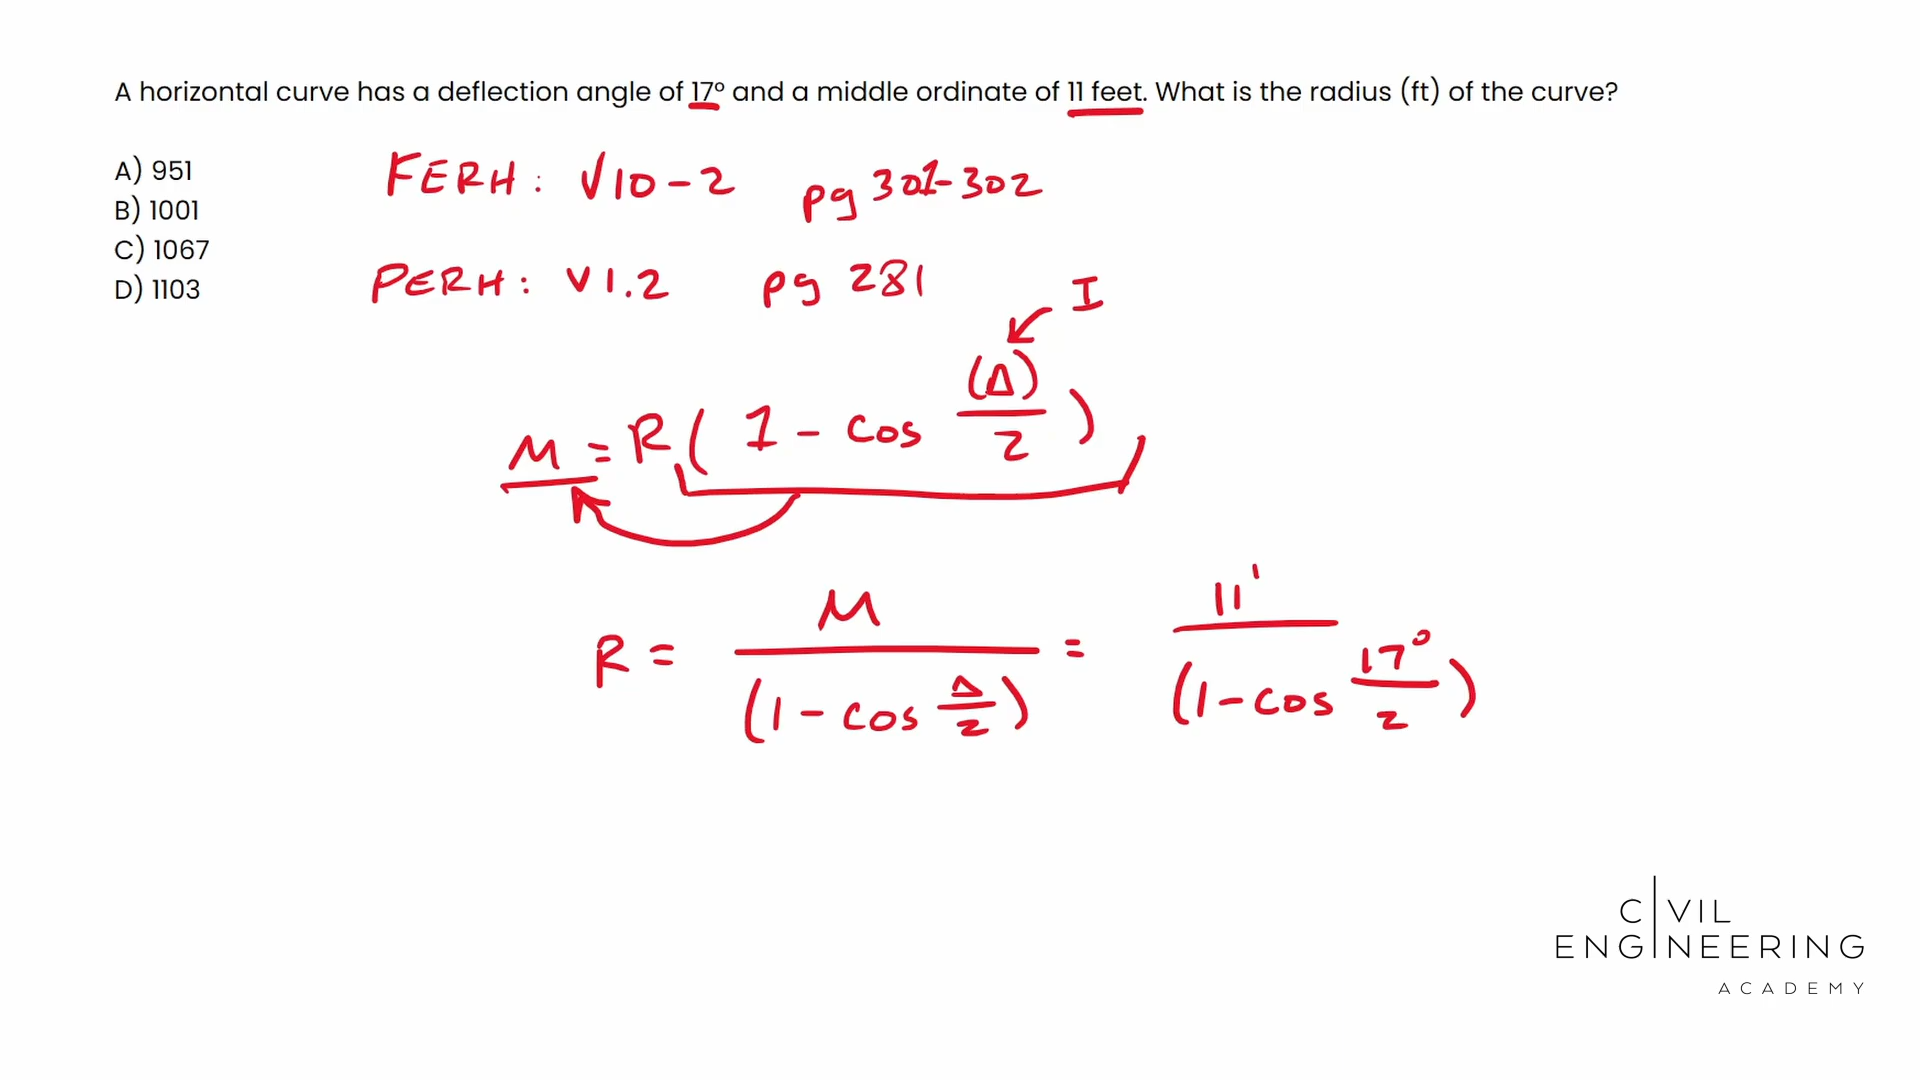 A horizontal curve has a deflection angle of 17° and a middle ordinate of 11 feet. What is the radius (ft) of the curve?
A) 951
B) 1001
C) 1067
D) 1103
FERH: V10-2 pg 301-302
PERH: V1.2 pg 281
I
M = R(1 - cos (Δ)/2)
R = M/(1 - cos Δ/2) = 11'/(1 - cos 17°/2)
CIVIL
ENGINEERING
ACADEMY